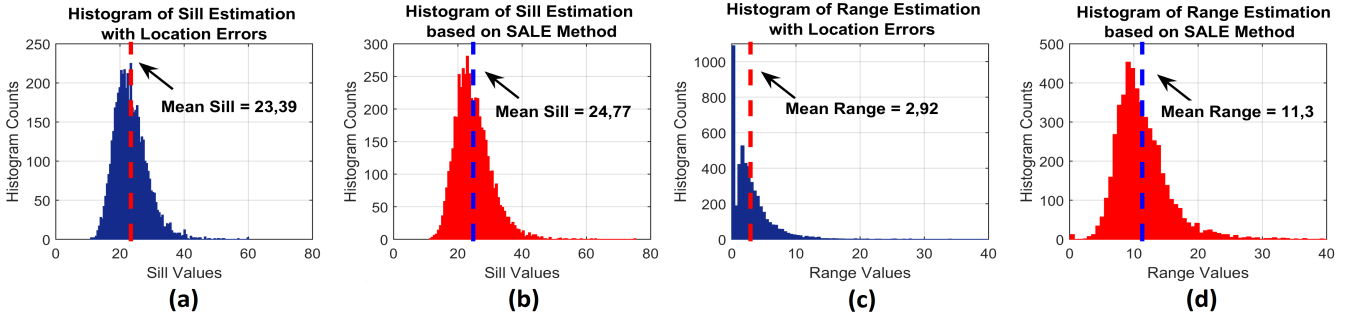 Histogram of Sill Estimation
with Location Errors
250
200
150
100
50
0
Histogram Counts
Mean Sill = 23,39
0 20 40 60 80
Sill Values
(a)
Histogram of Sill Estimation
based on SALE Method
300
250
200
150
100
50
0
Histogram Counts
Mean Sill = 24,77
0 20 40 60 80
Sill Values
(b)
Histogram of Range Estimation
with Location Errors
1000
800
600
400
200
0
Histogram Counts
Mean Range = 2,92
0 10 20 30 40
Range Values
(c)
Histogram of Range Estimation
based on SALE Method
500
400
300
200
100
0
Histogram Counts
Mean Range = 11,3
0 10 20 30 40
Range Values
(d)